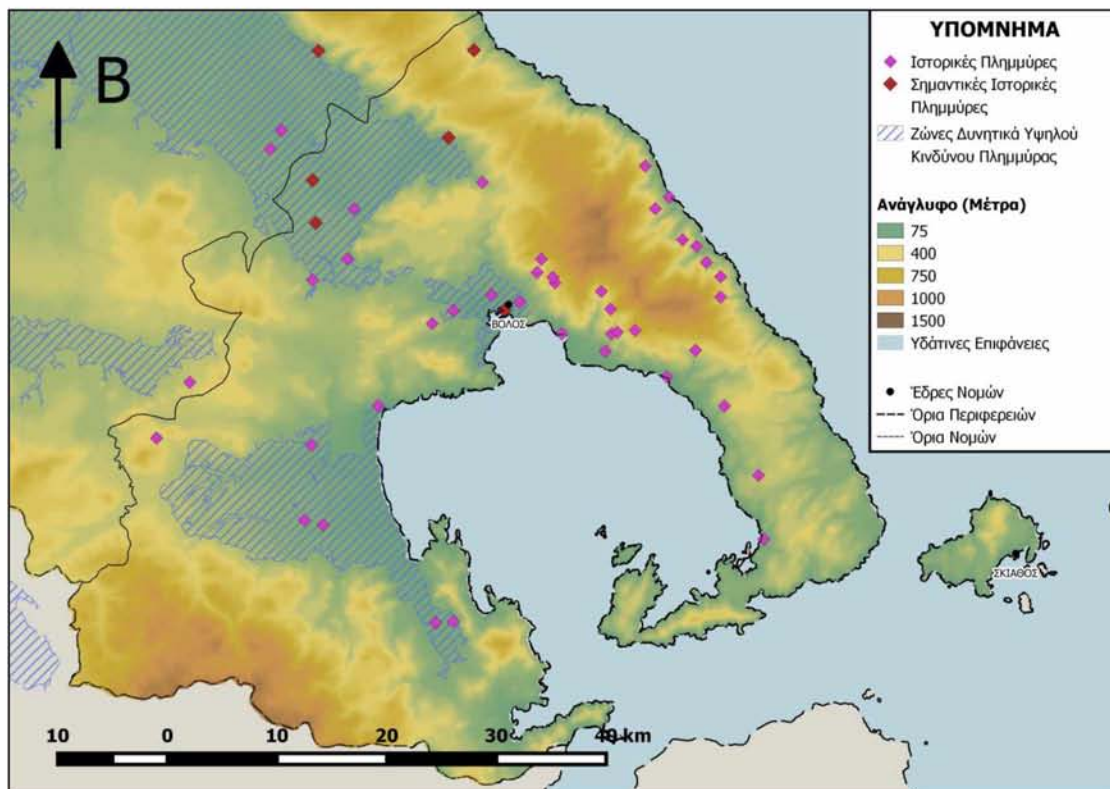 Β
ΥΠΟΜΝΗΜΑ
Ιστορικές Πλημμύρες
Σημαντικές Ιστορικές
Πλημμύρες
Ζώνες Δυνητικά Υψηλού
Κινδύνου Πλημμύρας
Ανάγλυφο (Μέτρα)
75
400
750
1000
1500
Υδάτινες Επιφάνειες
Έδρες Νομών
Όρια Περιφερειών
Όρια Νομών
ΒΟΛΟΣ
ΣΚΙΑΘΟΣ
10 0 10 20 30 40 km